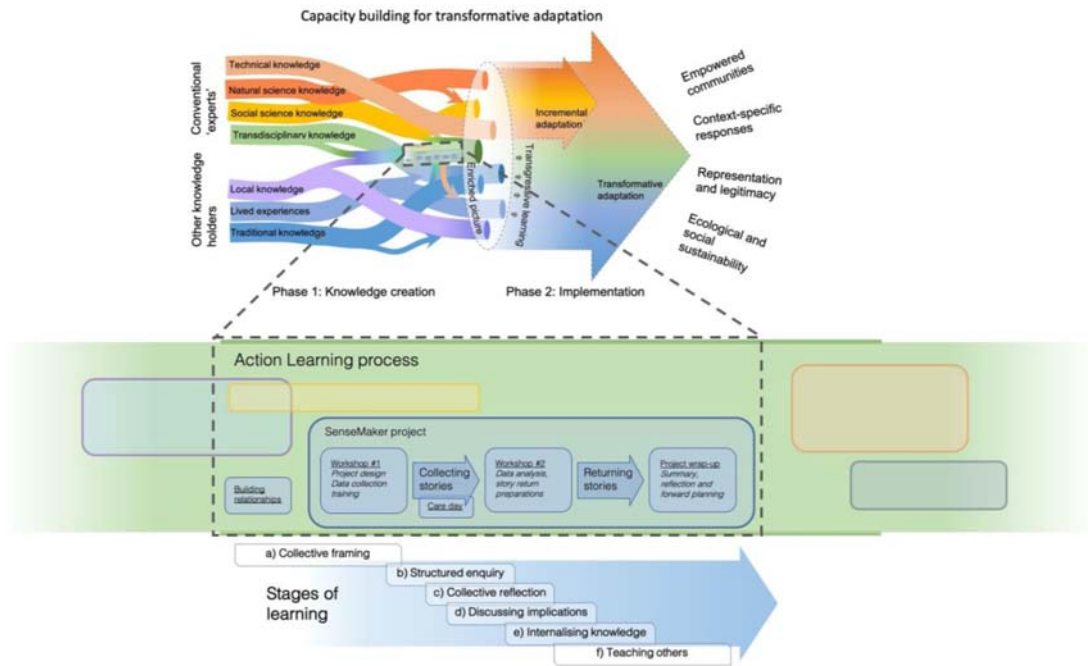 Capacity building for transformative adaptation
Conventional
'experts'
Technical knowledge
Natural science knowledge
Social science knowledge
Transdisciplinary knowledge
Other knowledge
holders
Local knowledge
Lived experiences
Traditional knowledge
Enriched picture
Transgressive learning
Incremental
adaptation
Transformative
adaptation
Empowered
communities
Context-specific
responses
Representation
and legitimacy
Ecological and
social
sustainability
Phase 1: Knowledge creation
Phase 2: Implementation
Action Learning process
SenseMaker project
Building
relationships
Workshop #1
Project design
Data collection
training
Collecting
stories
Care day
Workshop #2
Data analysis,
story return
preparations
Returning
stories
Project wrap-up
Summary,
reflection and
forward planning
Stages of
learning
a) Collective framing
b) Structured enquiry
c) Collective reflection
d) Discussing implications
e) Internalising knowledge
f) Teaching others